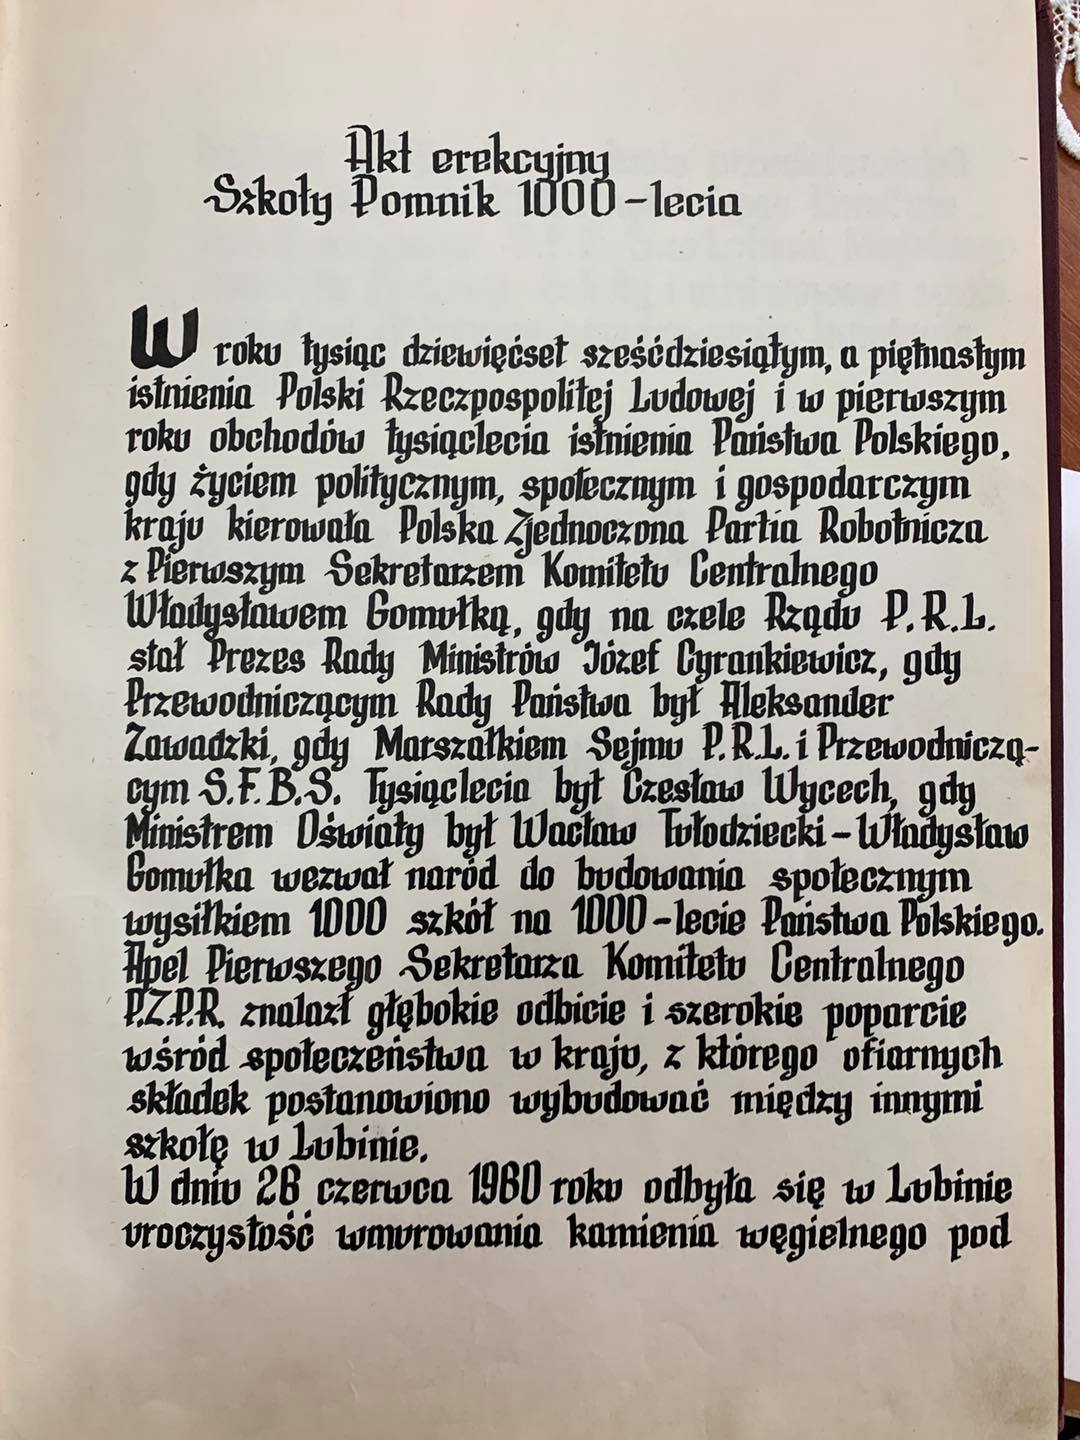 Akt erekcyjny
Szkoły Pomnik 1000-lecia
W roku tysiąc dziewięćset sześćdziesiątym, a piętnastym
istnienia Polski Rzeczpospolitej Ludowej i w pierwszym
roku obchodów tysiąclecia istnienia Państwa Polskiego,
gdy życiem politycznym, społecznym i gospodarczym
kraju kierowała Polska Zjednoczona Partia Robotnicza
z Pierwszym Sekretarzem Komitetu Centralnego
Władysławem Gomułką, gdy na czele Rządu P.R.L.
stał Prezes Rady Ministrów Józef Cyrankiewicz, gdy
Przewodniczącym Rady Państwa był Aleksander
Zawadzki, gdy Marszałkiem Sejmu P.R.L. i Przewodniczą-
cym S.F.B.S. Tysiąclecia był Czesław Wycech, gdy
Ministrem Oświaty był Wacław Tułodziecki - Władysław
Gomułka wezwał naród do budowania społecznym
wysiłkiem 1000 szkół na 1000-lecie Państwa Polskiego.
Apel Pierwszego Sekretarza Komitetu Centralnego
P.Z.P.R. znalazł głębokie odbicie i szerokie poparcie
wśród społeczeństwa w kraju, z którego ofiarnych
składek postanowiono wybudować między innymi
szkołę w Lubinie.
W dniu 26 czerwca 1960 roku odbyła się w Lubinie
uroczystość wmurowania kamienia węgielnego pod